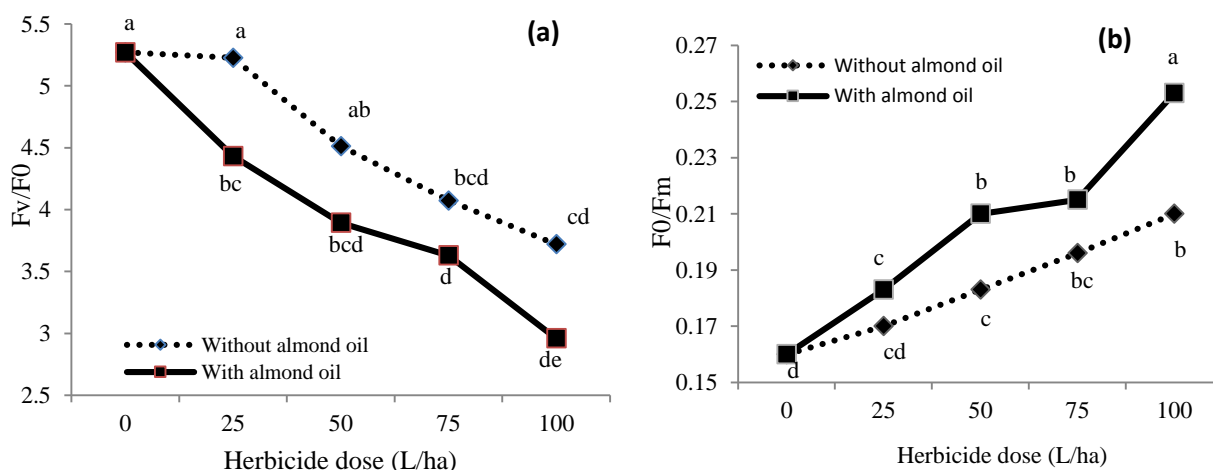 (a)
5.5
5
4.5
4
3.5
3
2.5
Fv/F0
a
a
ab
bcd
cd
bc
bcd
d
de
Without almond oil
With almond oil
0 25 50 75 100
Herbicide dose (L/ha)
(b)
0.27
0.25
0.23
0.21
0.19
0.17
0.15
F0/Fm
Without almond oil
With almond oil
a
b
b
c
b
bc
c
cd
d
0 25 50 75 100
Herbicide dose (L/ha)